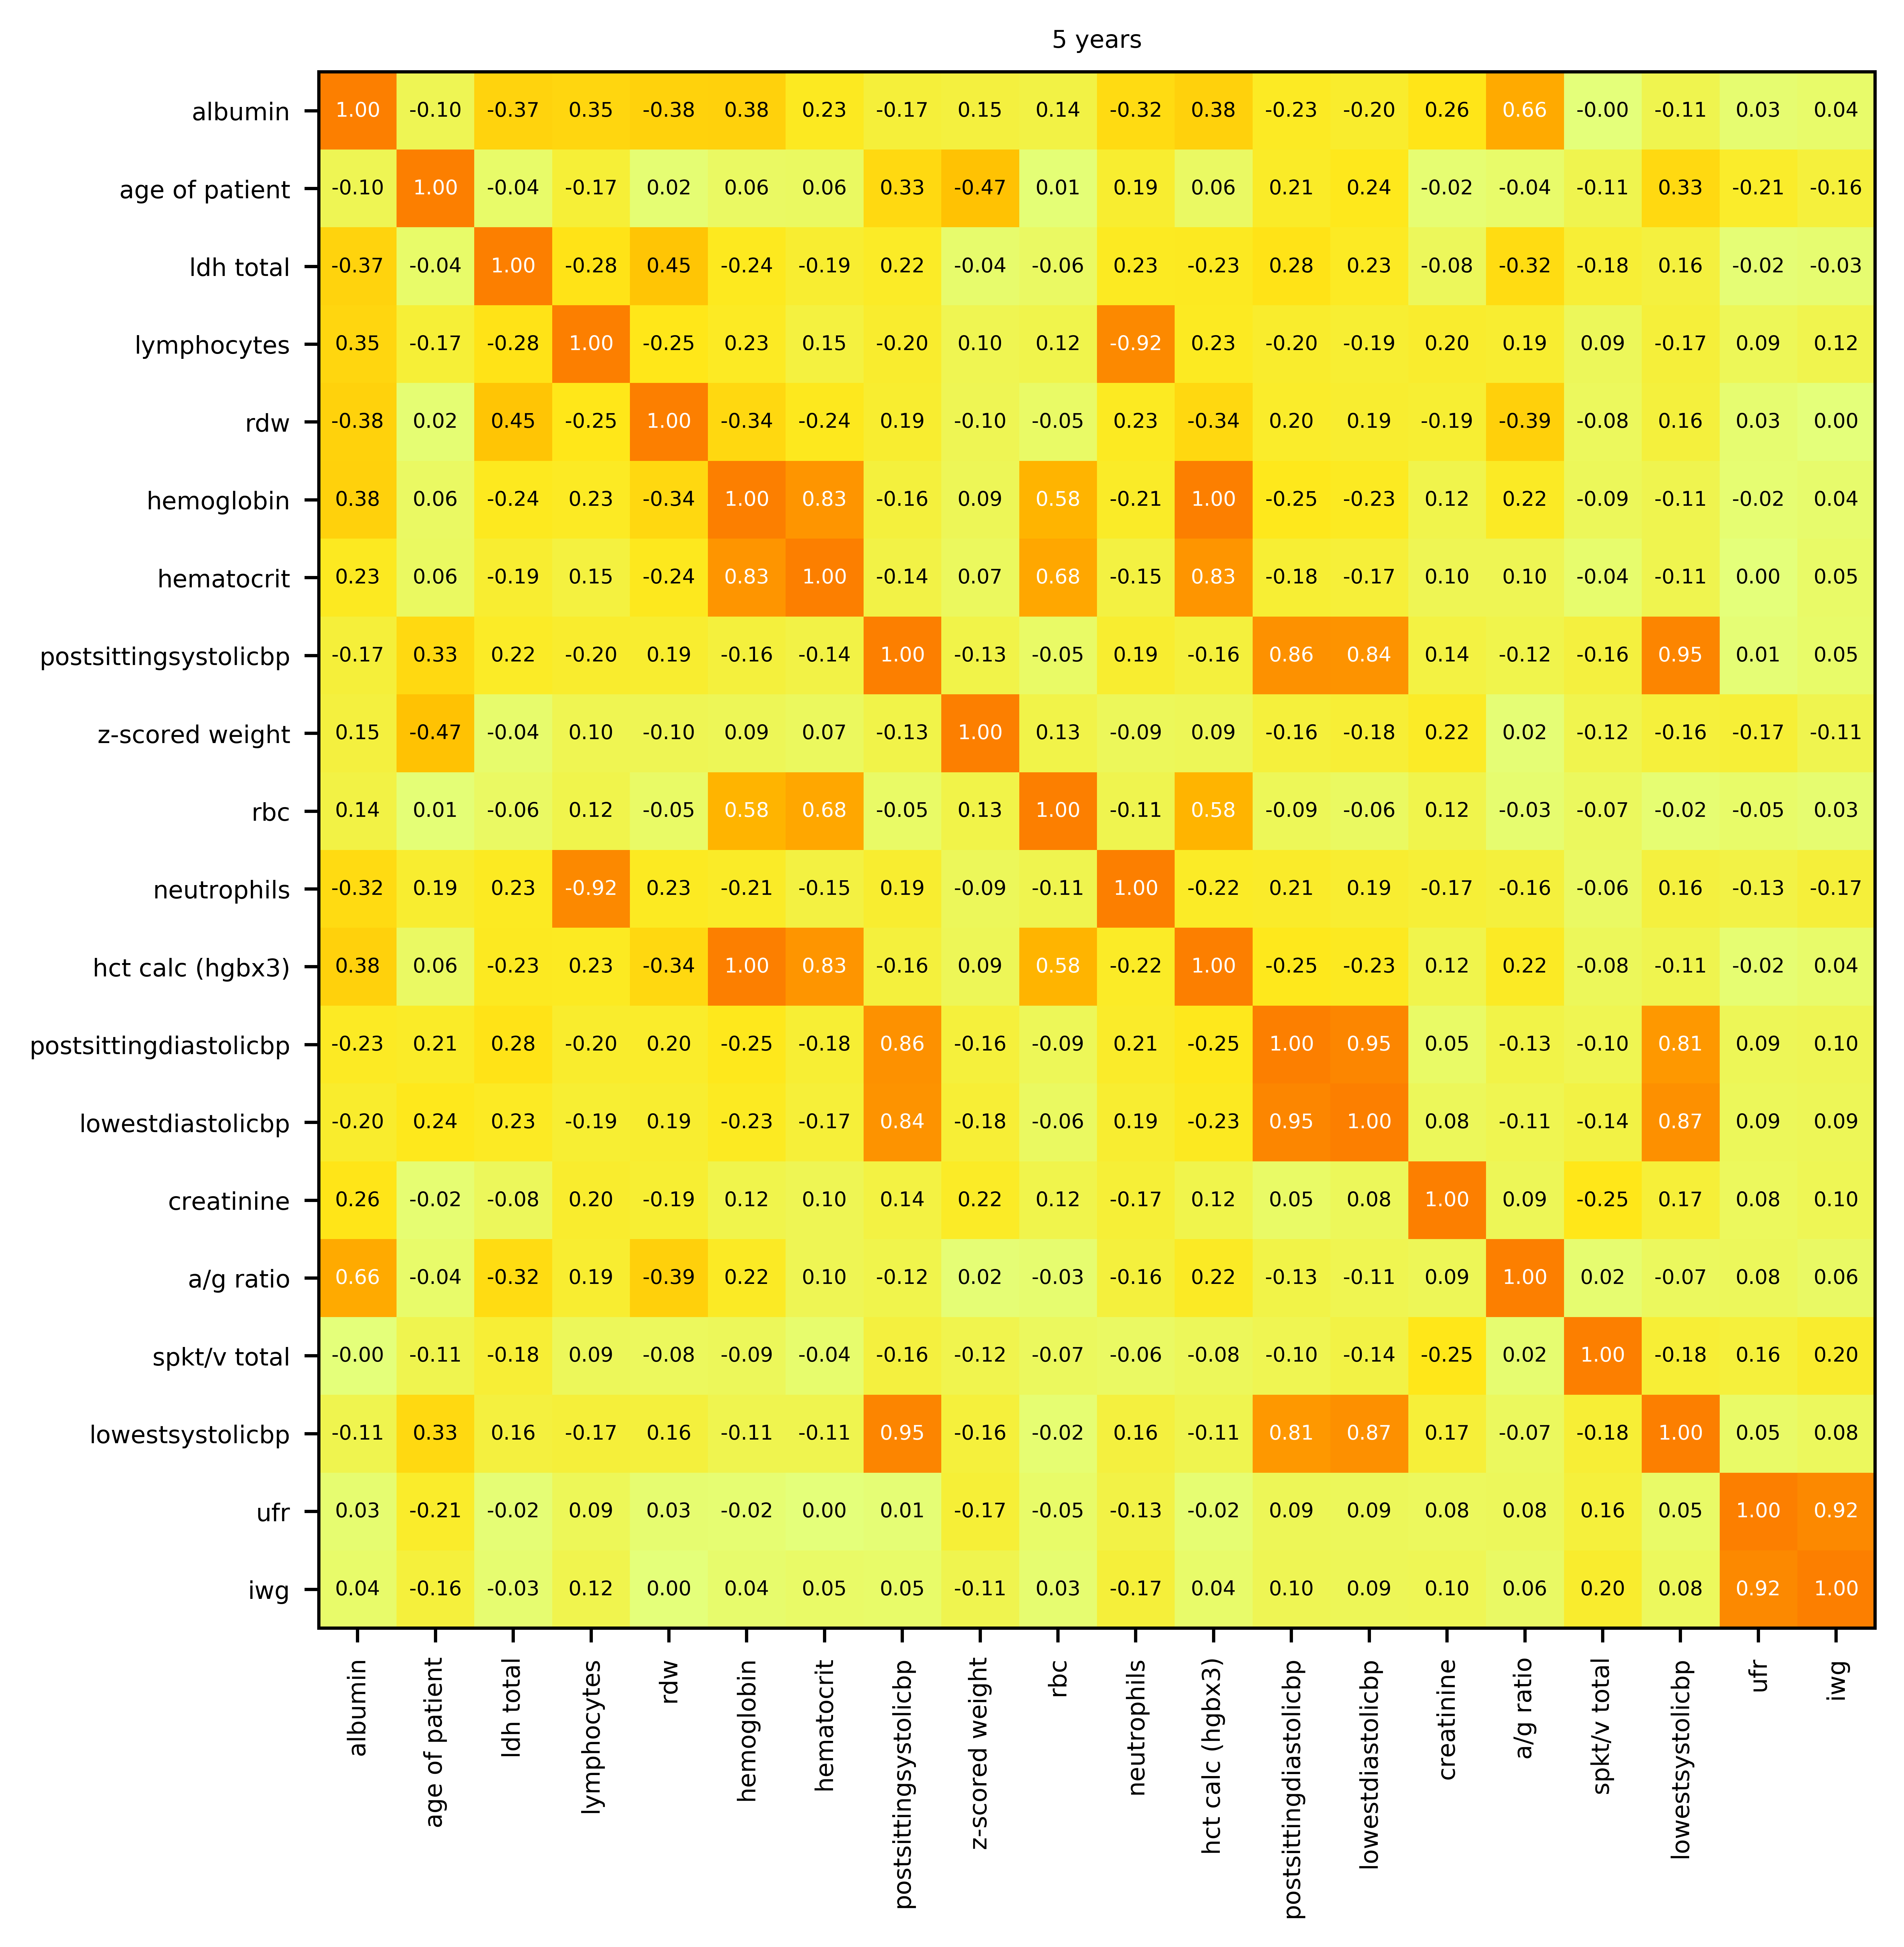 5 years
albumin 1.00 -0.10 -0.37 0.35 -0.38 0.38 0.23 -0.17 0.15 0.14 -0.32 0.38 -0.23 -0.20 0.26 0.66 -0.00 -0.11 0.03 0.04
age of patient -0.10 1.00 -0.04 -0.17 0.02 0.06 0.06 0.33 -0.47 0.01 0.19 0.06 0.21 0.24 -0.02 -0.04 -0.11 0.33 -0.21 -0.16
ldh total -0.37 -0.04 1.00 -0.28 0.45 -0.24 -0.19 0.22 -0.04 -0.06 0.23 -0.23 0.28 0.23 -0.08 -0.32 -0.18 0.16 -0.02 -0.03
lymphocytes 0.35 -0.17 -0.28 1.00 -0.25 0.23 0.15 -0.20 0.10 0.12 -0.92 0.23 -0.20 -0.19 0.20 0.19 0.09 -0.17 0.09 0.12
rdw -0.38 0.02 0.45 -0.25 1.00 -0.34 -0.24 0.19 -0.10 -0.05 0.23 -0.34 0.20 0.19 -0.19 -0.39 -0.08 0.16 0.03 0.00
hemoglobin 0.38 0.06 -0.24 0.23 -0.34 1.00 0.83 -0.16 0.09 0.58 -0.21 1.00 -0.25 -0.23 0.12 0.22 -0.09 -0.11 -0.02 0.04
hematocrit 0.23 0.06 -0.19 0.15 -0.24 0.83 1.00 -0.14 0.07 0.68 -0.15 0.83 -0.18 -0.17 0.10 0.10 -0.04 -0.11 0.00 0.05
postsittingsystolicbp -0.17 0.33 0.22 -0.20 0.19 -0.16 -0.14 1.00 -0.13 -0.05 0.19 -0.16 0.86 0.84 0.14 -0.12 -0.16 0.95 0.01 0.05
z-scored weight 0.15 -0.47 -0.04 0.10 -0.10 0.09 0.07 -0.13 1.00 0.13 -0.09 0.09 -0.16 -0.18 0.22 0.02 -0.12 -0.16 -0.17 -0.11
rbc 0.14 0.01 -0.06 0.12 -0.05 0.58 0.68 -0.05 0.13 1.00 -0.11 0.58 -0.09 -0.06 0.12 -0.03 -0.07 -0.02 -0.05 0.03
neutrophils -0.32 0.19 0.23 -0.92 0.23 -0.21 -0.15 0.19 -0.09 -0.11 1.00 -0.22 0.21 0.19 -0.17 -0.16 -0.06 0.16 -0.13 -0.17
hct calc (hgbx3) 0.38 0.06 -0.23 0.23 -0.34 1.00 0.83 -0.16 0.09 0.58 -0.22 1.00 -0.25 -0.23 0.12 0.22 -0.08 -0.11 -0.02 0.04
postsittingdiastolicbp -0.23 0.21 0.28 -0.20 0.20 -0.25 -0.18 0.86 -0.16 -0.09 0.21 -0.25 1.00 0.95 0.05 -0.13 -0.10 0.81 0.09 0.10
lowestdiastolicbp -0.20 0.24 0.23 -0.19 0.19 -0.23 -0.17 0.84 -0.18 -0.06 0.19 -0.23 0.95 1.00 0.08 -0.11 -0.14 0.87 0.09 0.09
creatinine 0.26 -0.02 -0.08 0.20 -0.19 0.12 0.10 0.14 0.22 0.12 -0.17 0.12 0.05 0.08 1.00 0.09 -0.25 0.17 0.08 0.10
a/g ratio 0.66 -0.04 -0.32 0.19 -0.39 0.22 0.10 -0.12 0.02 -0.03 -0.16 0.22 -0.13 -0.11 0.09 1.00 0.02 -0.07 0.08 0.06
spkt/v total -0.00 -0.11 -0.18 0.09 -0.08 -0.09 -0.04 -0.16 -0.12 -0.07 -0.06 -0.08 -0.10 -0.14 -0.25 0.02 1.00 -0.18 0.16 0.20
lowestsystolicbp -0.11 0.33 0.16 -0.17 0.16 -0.11 -0.11 0.95 -0.16 -0.02 0.16 -0.11 0.81 0.87 0.17 -0.07 -0.18 1.00 0.05 0.08
ufr 0.03 -0.21 -0.02 0.09 0.03 -0.02 0.00 0.01 -0.17 -0.05 -0.13 -0.02 0.09 0.09 0.08 0.08 0.16 0.05 1.00 0.92
iwg 0.04 -0.16 -0.03 0.12 0.00 0.04 0.05 0.05 -0.11 0.03 -0.17 0.04 0.10 0.09 0.10 0.06 0.20 0.08 0.92 1.00
albumin
age of patient
ldh total
lymphocytes
rdw
hemoglobin
hematocrit
postsittingsystolicbp
z-scored weight
rbc
neutrophils
hct calc (hgbx3)
postsittingdiastolicbp
lowestdiastolicbp
creatinine
a/g ratio
spkt/v total
lowestsystolicbp
ufr
iwg